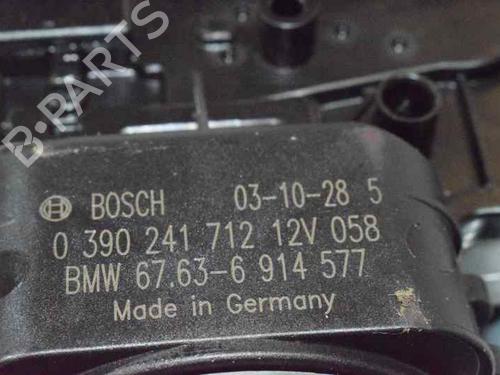 B-PARTS
BOSCH 03-10-28 5
0 390 241 712 12V 058
BMW 67.63-6 914 577
Made in Germany